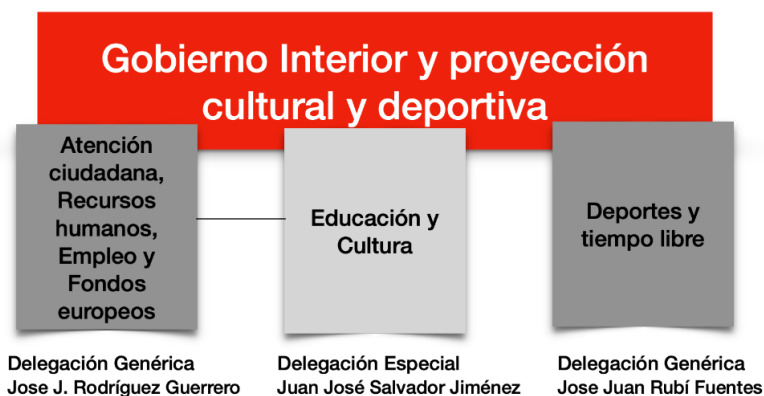 Gobierno Interior y proyección
cultural y deportiva
Atención
ciudadana,
Recursos
humanos,
Empleo y
Fondos
europeos
Educación y
Cultura
Deportes y
tiempo libre
Delegación Genérica
Jose J. Rodríguez Guerrero
Delegación Especial
Juan José Salvador Jiménez
Delegación Genérica
Jose Juan Rubí Fuentes